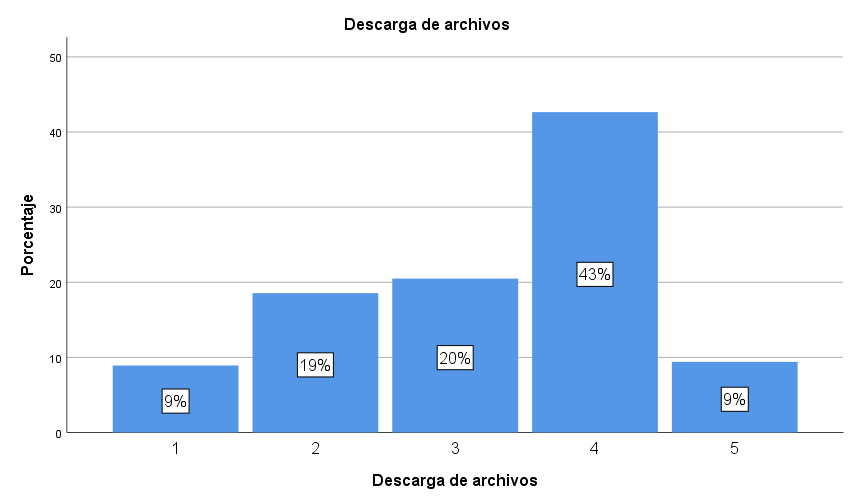 Descarga de archivos
50
40
30
20
10
0
Porcentaje
9%
19%
20%
43%
9%
1 2 3 4 5
Descarga de archivos